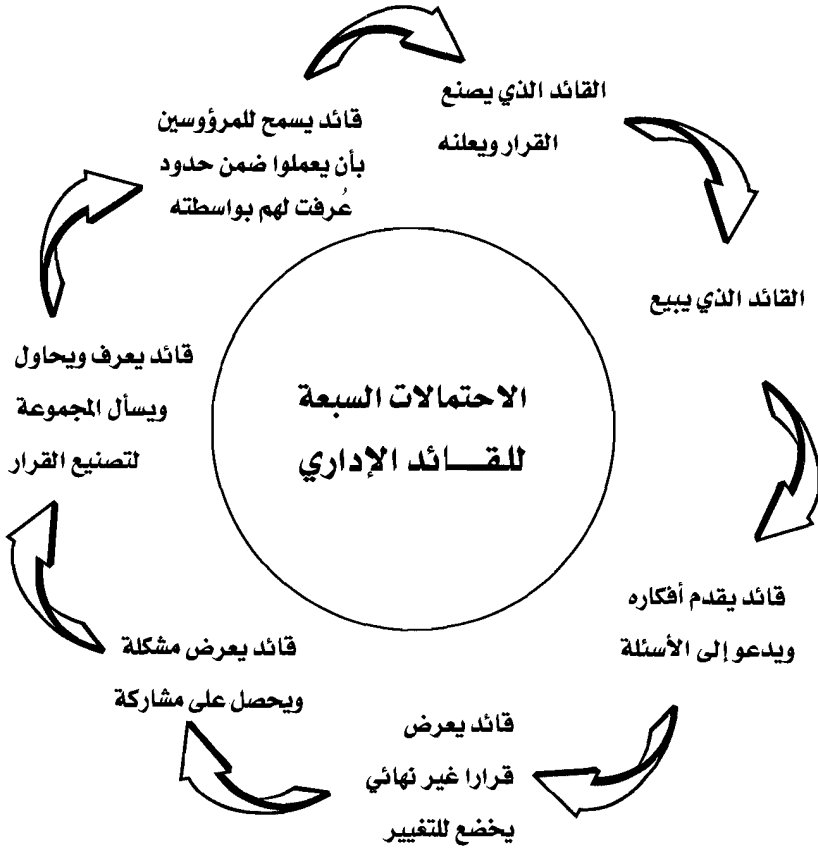 الاحتمالات السبعة
للقـــائد الإداري
القائد الذي يصنع
القرار ويعلنه
القائد الذي يبيع
قائد يقدم أفكاره
ويدعو إلى الأسئلة
قائد يعرض
قرارا غير نهائي
يخضع للتغيير
قائد يعرض مشكلة
ويحصل على مشاركة
قائد يعرف ويحاول
ويسأل المجموعة
لتصنيع القرار
قائد يسمح للمرؤوسين
بأن يعملوا ضمن حدود
عُرفت لهم بواسطته